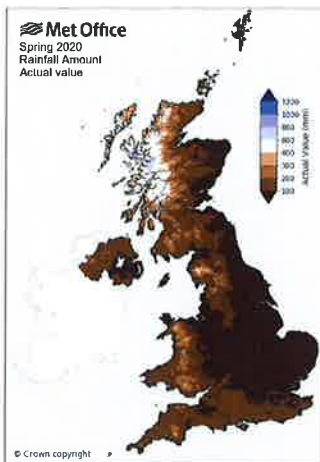 Met Office
Spring 2020
Rainfall Amount
Actual value
1200
1000
800
600
400
300
200
100
Actual Value (mm)
© Crown copyright